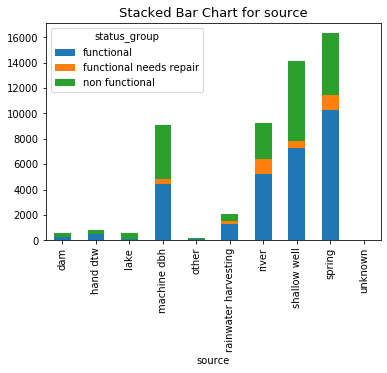 Stacked Bar Chart for source
status_group
functional
functional needs repair
non functional
16000
14000
12000
10000
8000
6000
4000
2000
0
dam
hand dtw
lake
machine dbh
other
rainwater harvesting
river
shallow well
spring
unknown
source